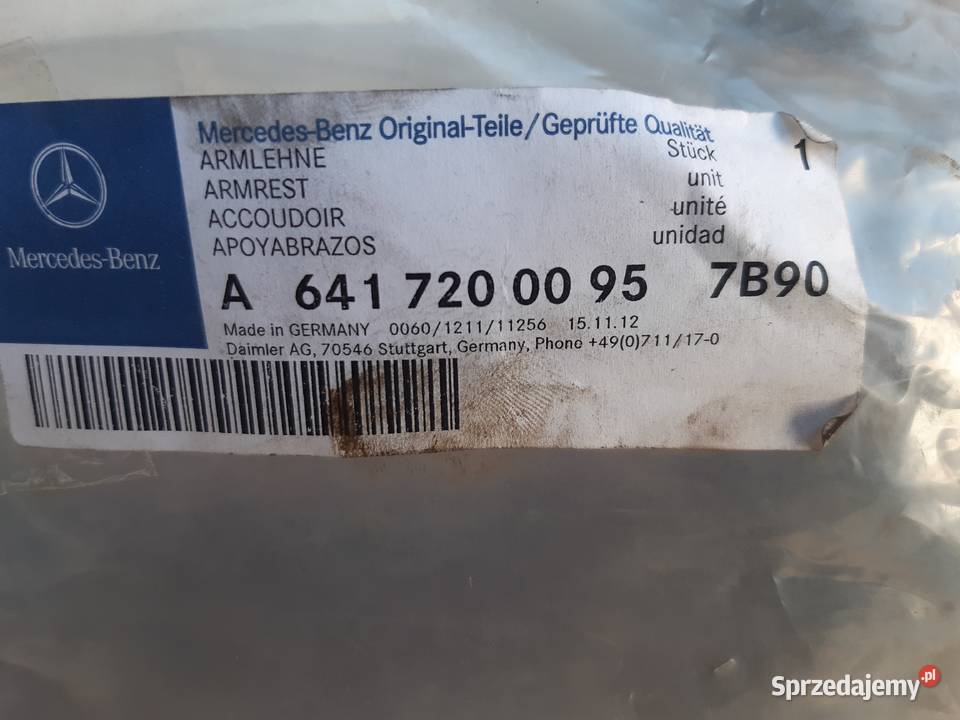 Mercedes-Benz Original-Teile/Geprüfte Qualität
ARMLEHNE Stück 1
ARMREST unit
ACCOUDOIR unité
APOYABRAZOS unidad
Mercedes-Benz
A 641 720 00 95 7B90
Made in GERMANY 0060/1211/11256 15.11.12
Daimler AG, 70546 Stuttgart, Germany, Phone +49(0)711/17-0
Sprzedajemy.pl